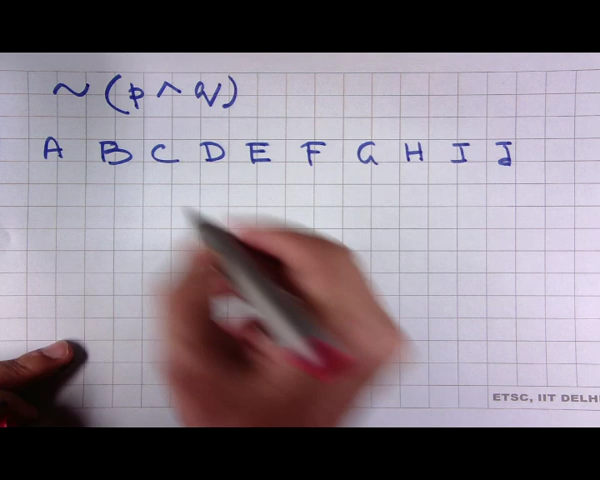 ~ (p ∧ q)
A B C D E F G H I J
ETSC, IIT DELHI